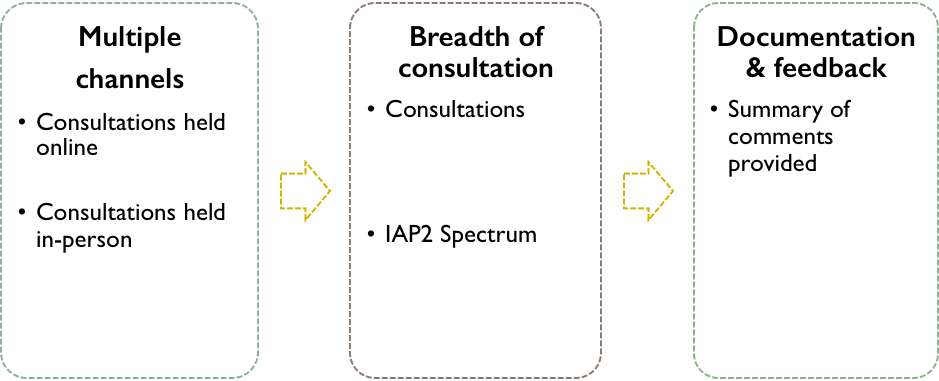 Multiple
channels
• Consultations held
online
• Consultations held
in-person
Breadth of
consultation
• Consultations
• IAP2 Spectrum
Documentation
& feedback
• Summary of
comments
provided